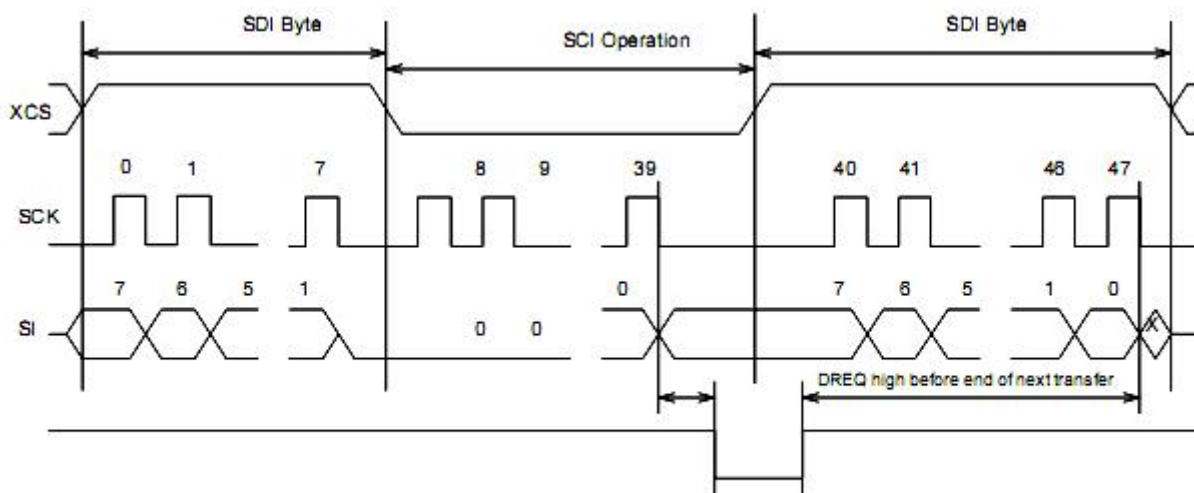 SDI Byte
SCI Operation
SDI Byte
XCS
0 1 7 8 9 39 40 41 46 47
SCK
7 6 5 1 0 7 6 5 1 0
SI
0 0
X
DREQ high before end of next transfer